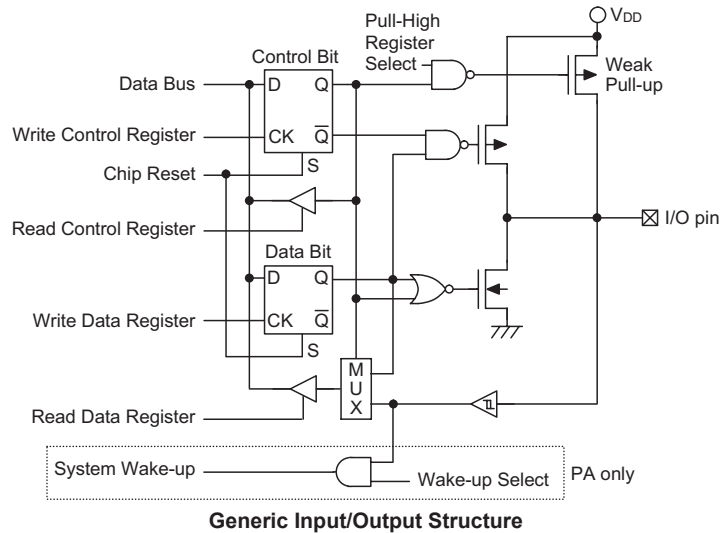 VDD
Pull-High
Register
Select
Control Bit
Weak
Pull-up
Data Bus
D
Q
Write Control Register
CK
Q
S
Chip Reset
I/O pin
Read Control Register
Data Bit
D
Q
Write Data Register
CK
Q
S
M
U
X
Read Data Register
System Wake-up
Wake-up Select
PA only
Generic Input/Output Structure